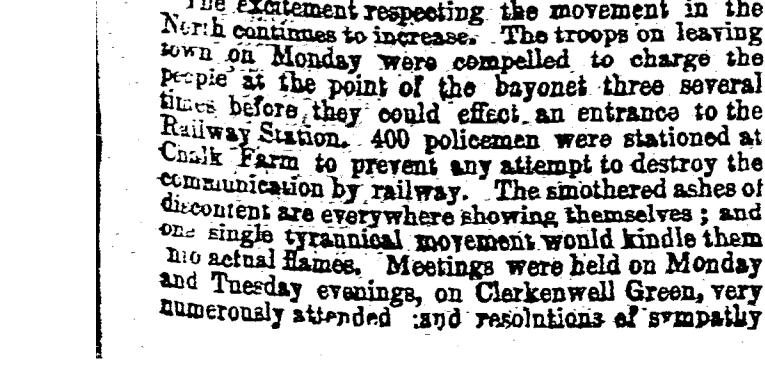 The excitement respecting the movement in the
North continues to increase. The troops on leaving
town on Monday were compelled to charge the
people at the point of the bayonet three several
times before they could effect an entrance to the
Railway Station. 400 policemen were stationed at
Chalk Farm to prevent any attempt to destroy the
communication by railway. The smothered ashes of
discontent are everywhere showing themselves; and
one single tyrannical movement would kindle them
into actual flames. Meetings were held on Monday
and Tuesday evenings, on Clerkenwell Green, very
numerously attended and resolutions of sympathy